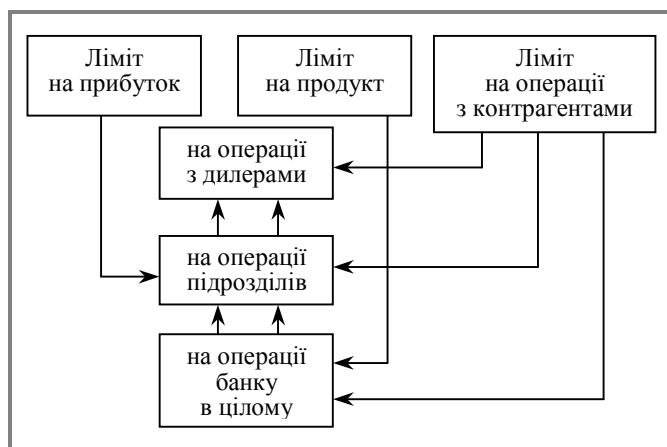 Ліміт
на прибуток
Ліміт
на продукт
Ліміт
на операції
з контрагентами
на операції
з дилерами
на операції
підрозділів
на операції
банку
в цілому